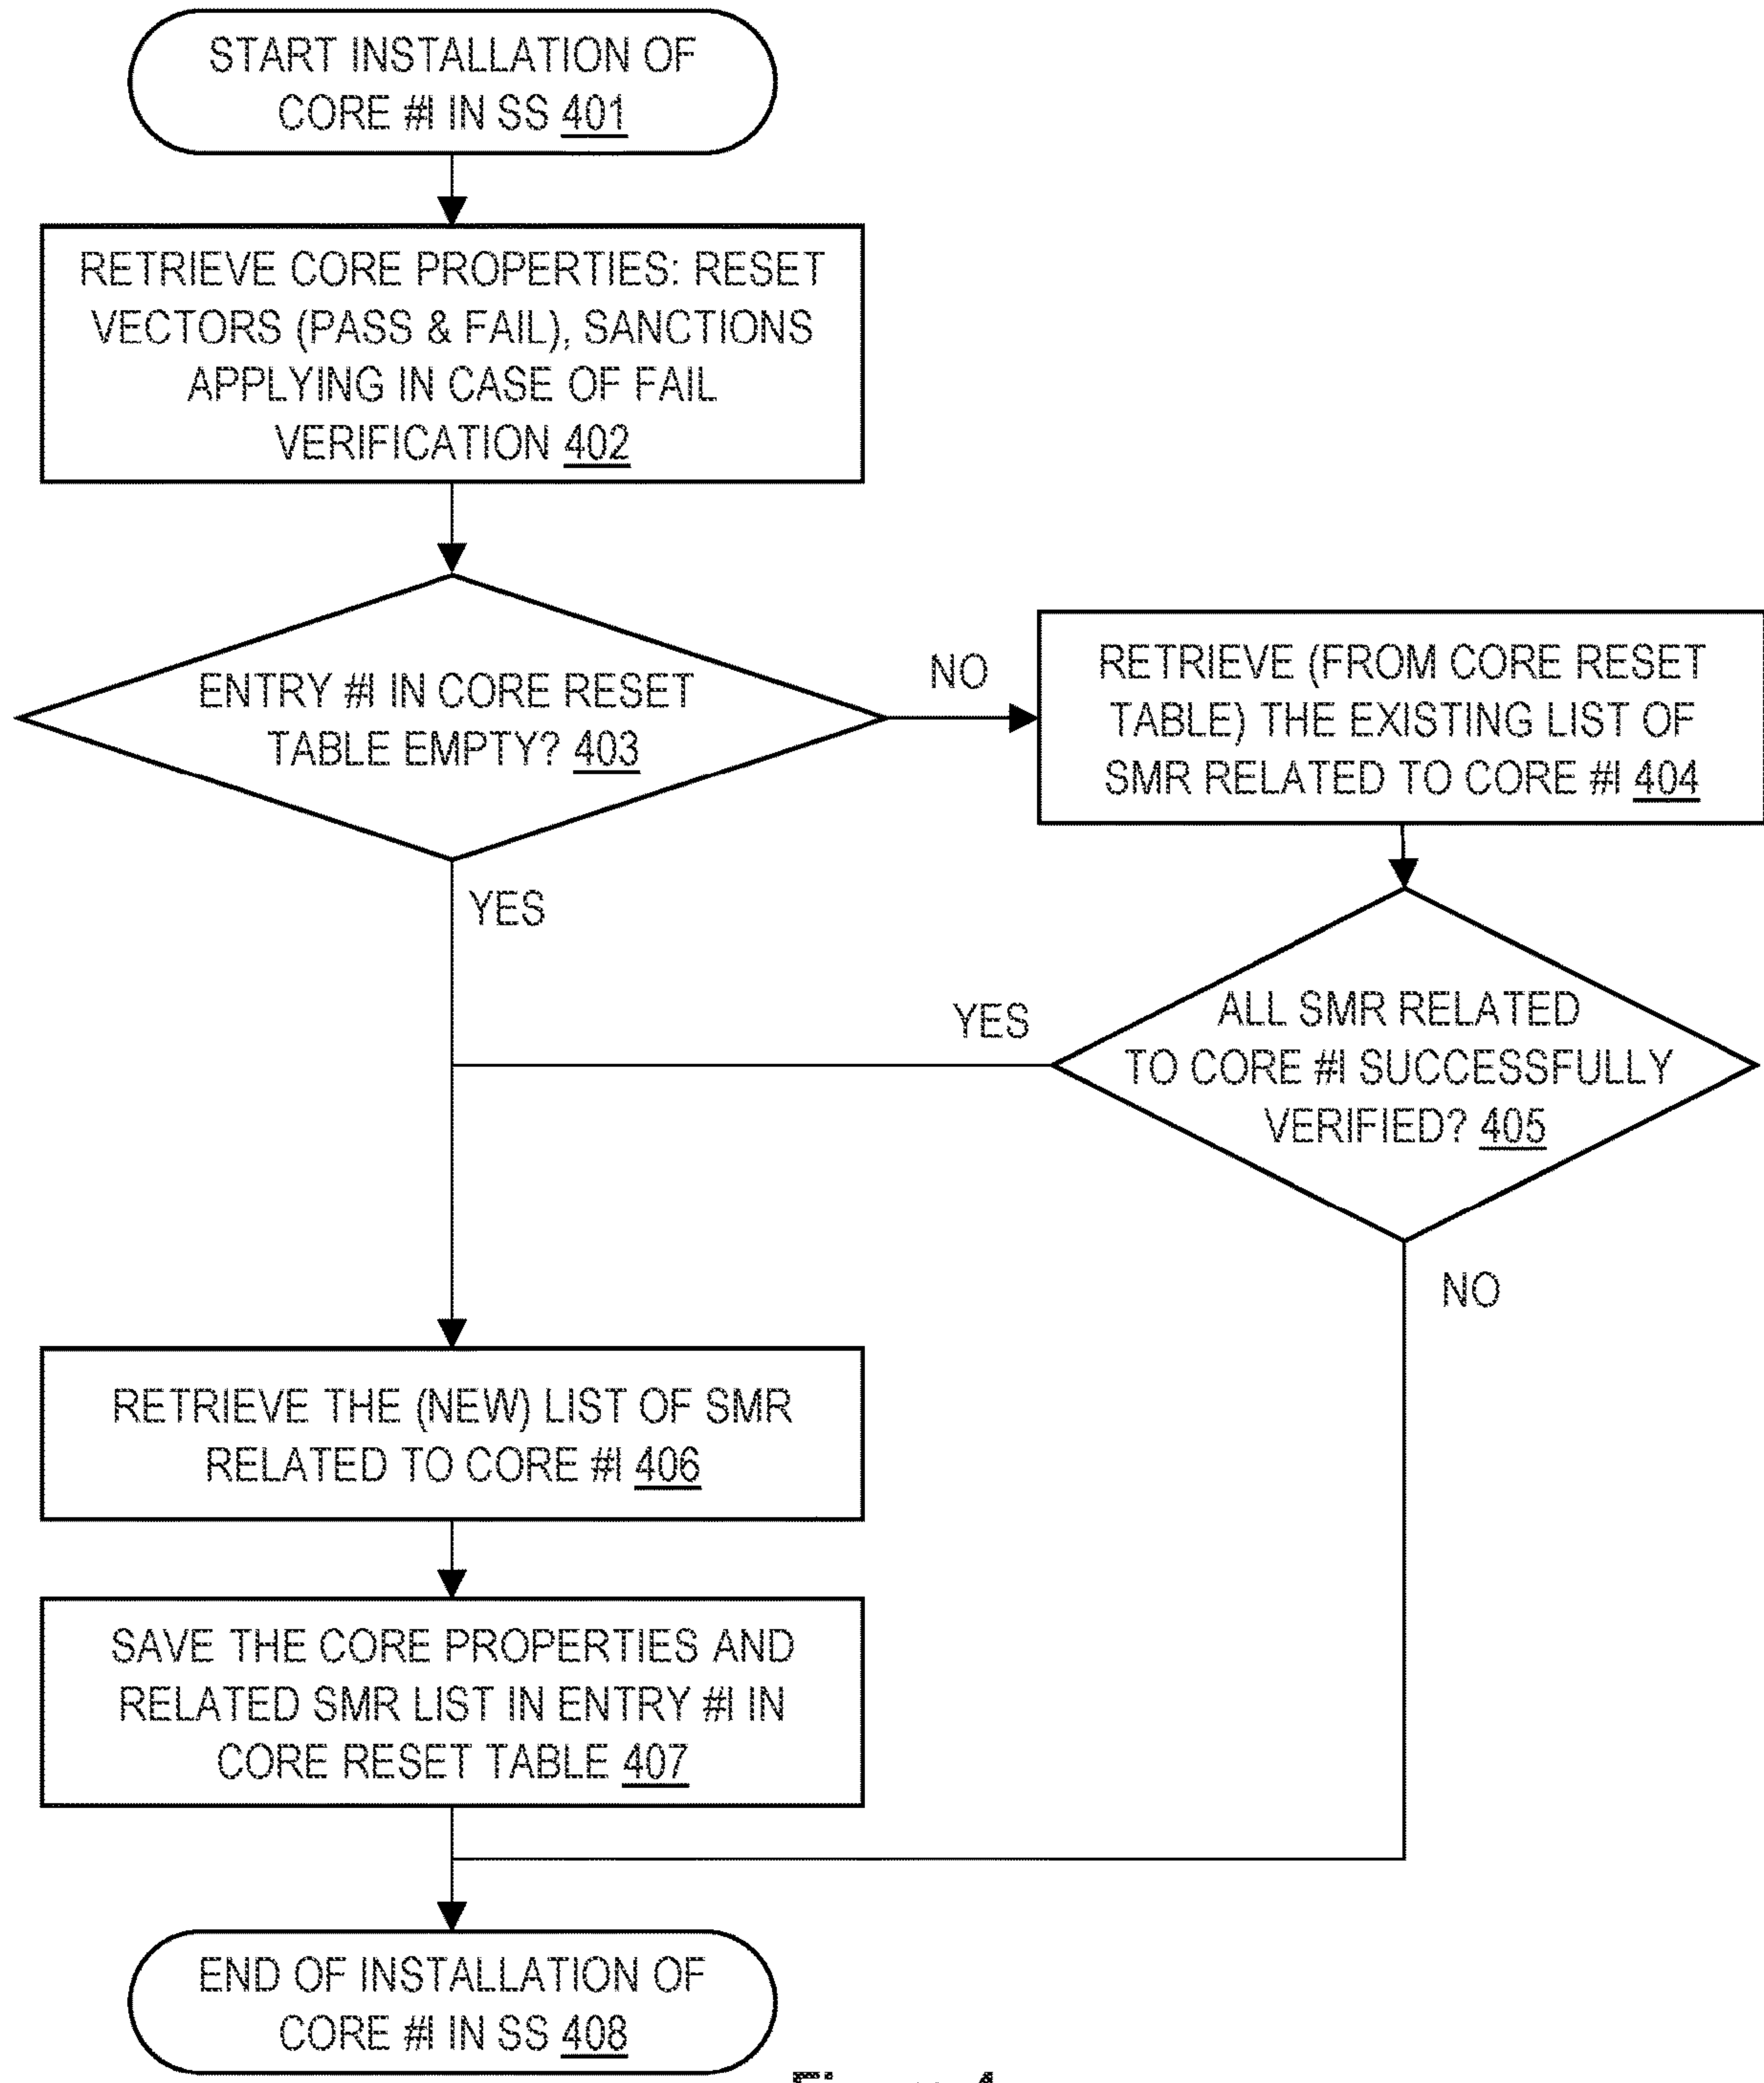 START INSTALLATION OF
CORE #I IN SS 401
RETRIEVE CORE PROPERTIES: RESET
VECTORS (PASS & FAIL), SANCTIONS
APPLYING IN CASE OF FAIL
VERIFICATION 402
ENTRY #I IN CORE RESET
TABLE EMPTY? 403
NO
RETRIEVE (FROM CORE RESET
TABLE) THE EXISTING LIST OF
SMR RELATED TO CORE #I 404
YES
ALL SMR RELATED
TO CORE #I SUCCESSFULLY
VERIFIED? 405
YES
NO
RETRIEVE THE (NEW) LIST OF SMR
RELATED TO CORE #I 406
SAVE THE CORE PROPERTIES AND
RELATED SMR LIST IN ENTRY #I IN
CORE RESET TABLE 407
END OF INSTALLATION OF
CORE #I IN SS 408
Figure 4